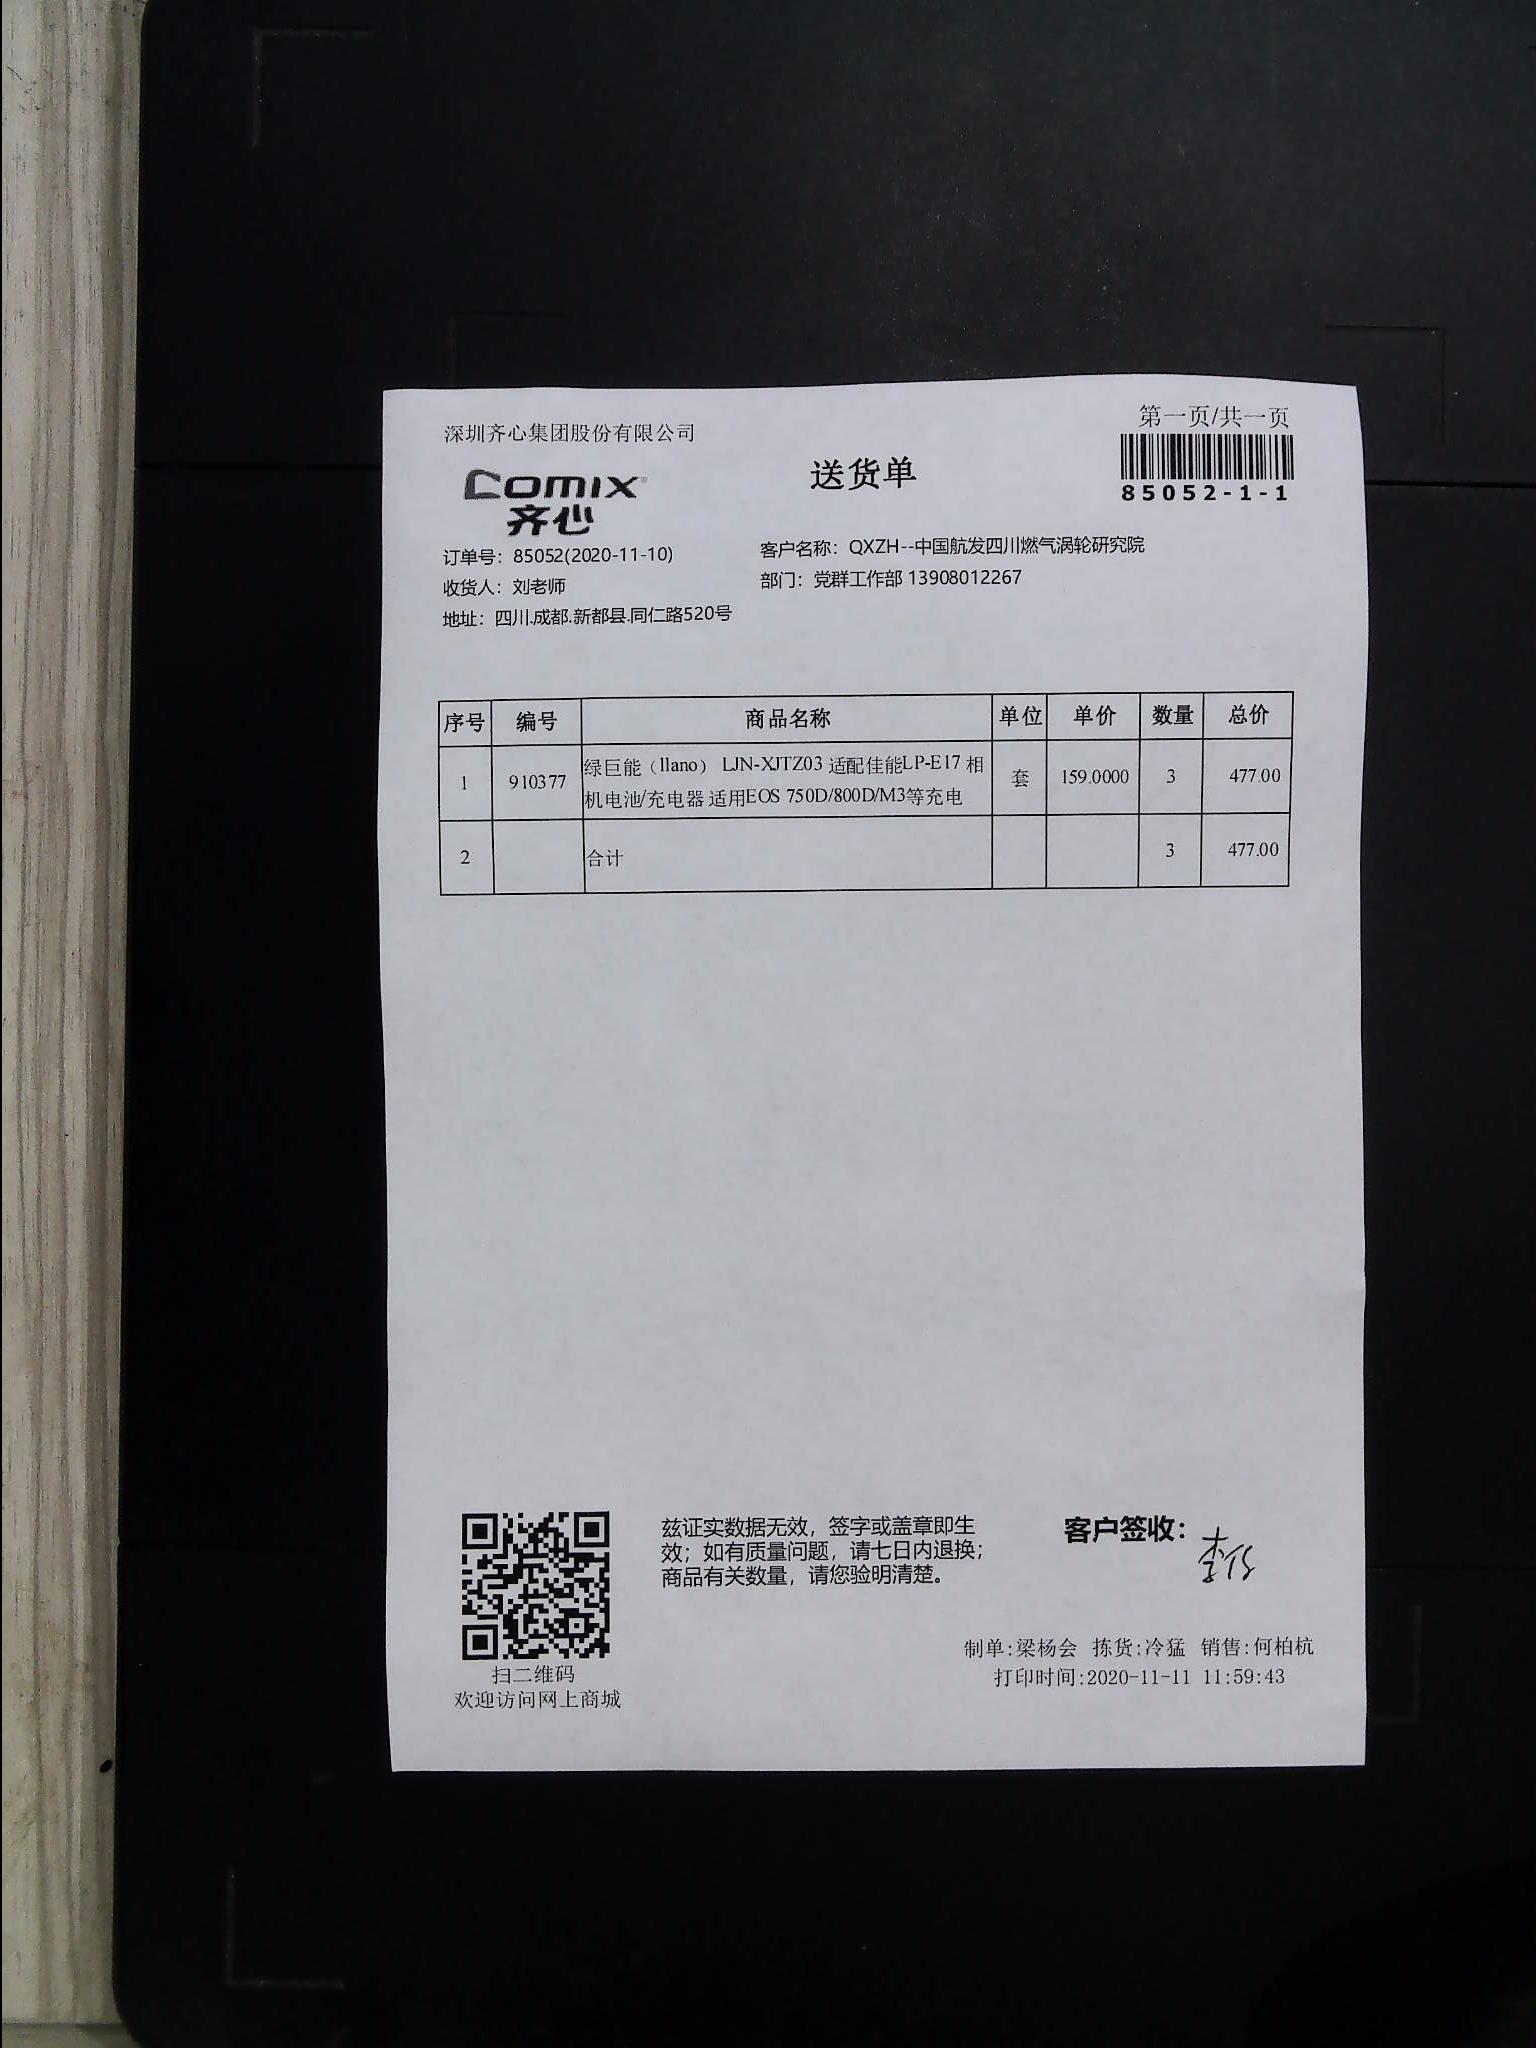 深圳齐心集团股份有限公司
第一页/共一页
COMIX
齐心
送货单
85052-1-1
订单号：85052(2020-11-10)
客户名称：QXZH--中国航发四川燃气涡轮研究院
收货人：刘老师
部门：党群工作部 13908012267
地址：四川.成都.新都县.同仁路520号
序号 编号 商品名称 单位 单价 数量 总价
1 910377 绿巨能（llano） LJN-XJTZ03 适配佳能LP-E17 相 套 159.0000 3 477.00
机电池/充电器 适用EOS 750D/800D/M3等充电
2 合计 3 477.00
兹证实数据无效，签字或盖章即生
效；如有质量问题，请七日内退换；
商品有关数量，请您验明清楚。
客户签收：
扫二维码
欢迎访问网上商城
制单:梁杨会 拣货:冷猛 销售:何柏杭
打印时间:2020-11-11 11:59:43